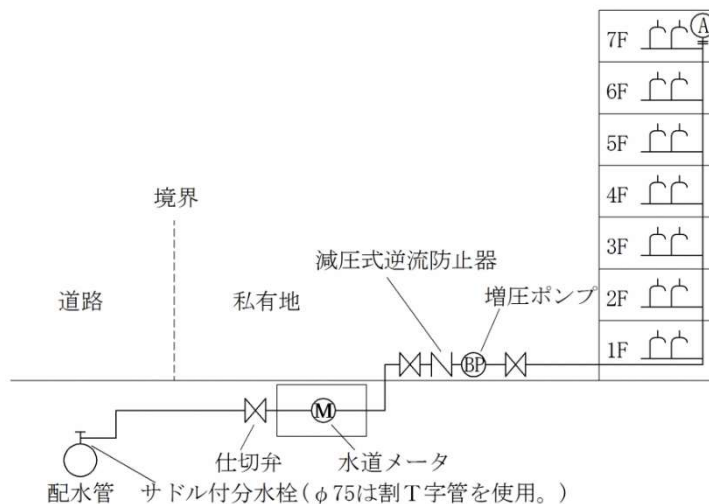 7F
A
6F
5F
4F
境界
3F
減圧式逆流防止器
道路
私有地
増圧ポンプ
2F
1F
BP
M
仕切弁
水道メータ
配水管
サドル付分水栓(φ75は割T字管を使用。)